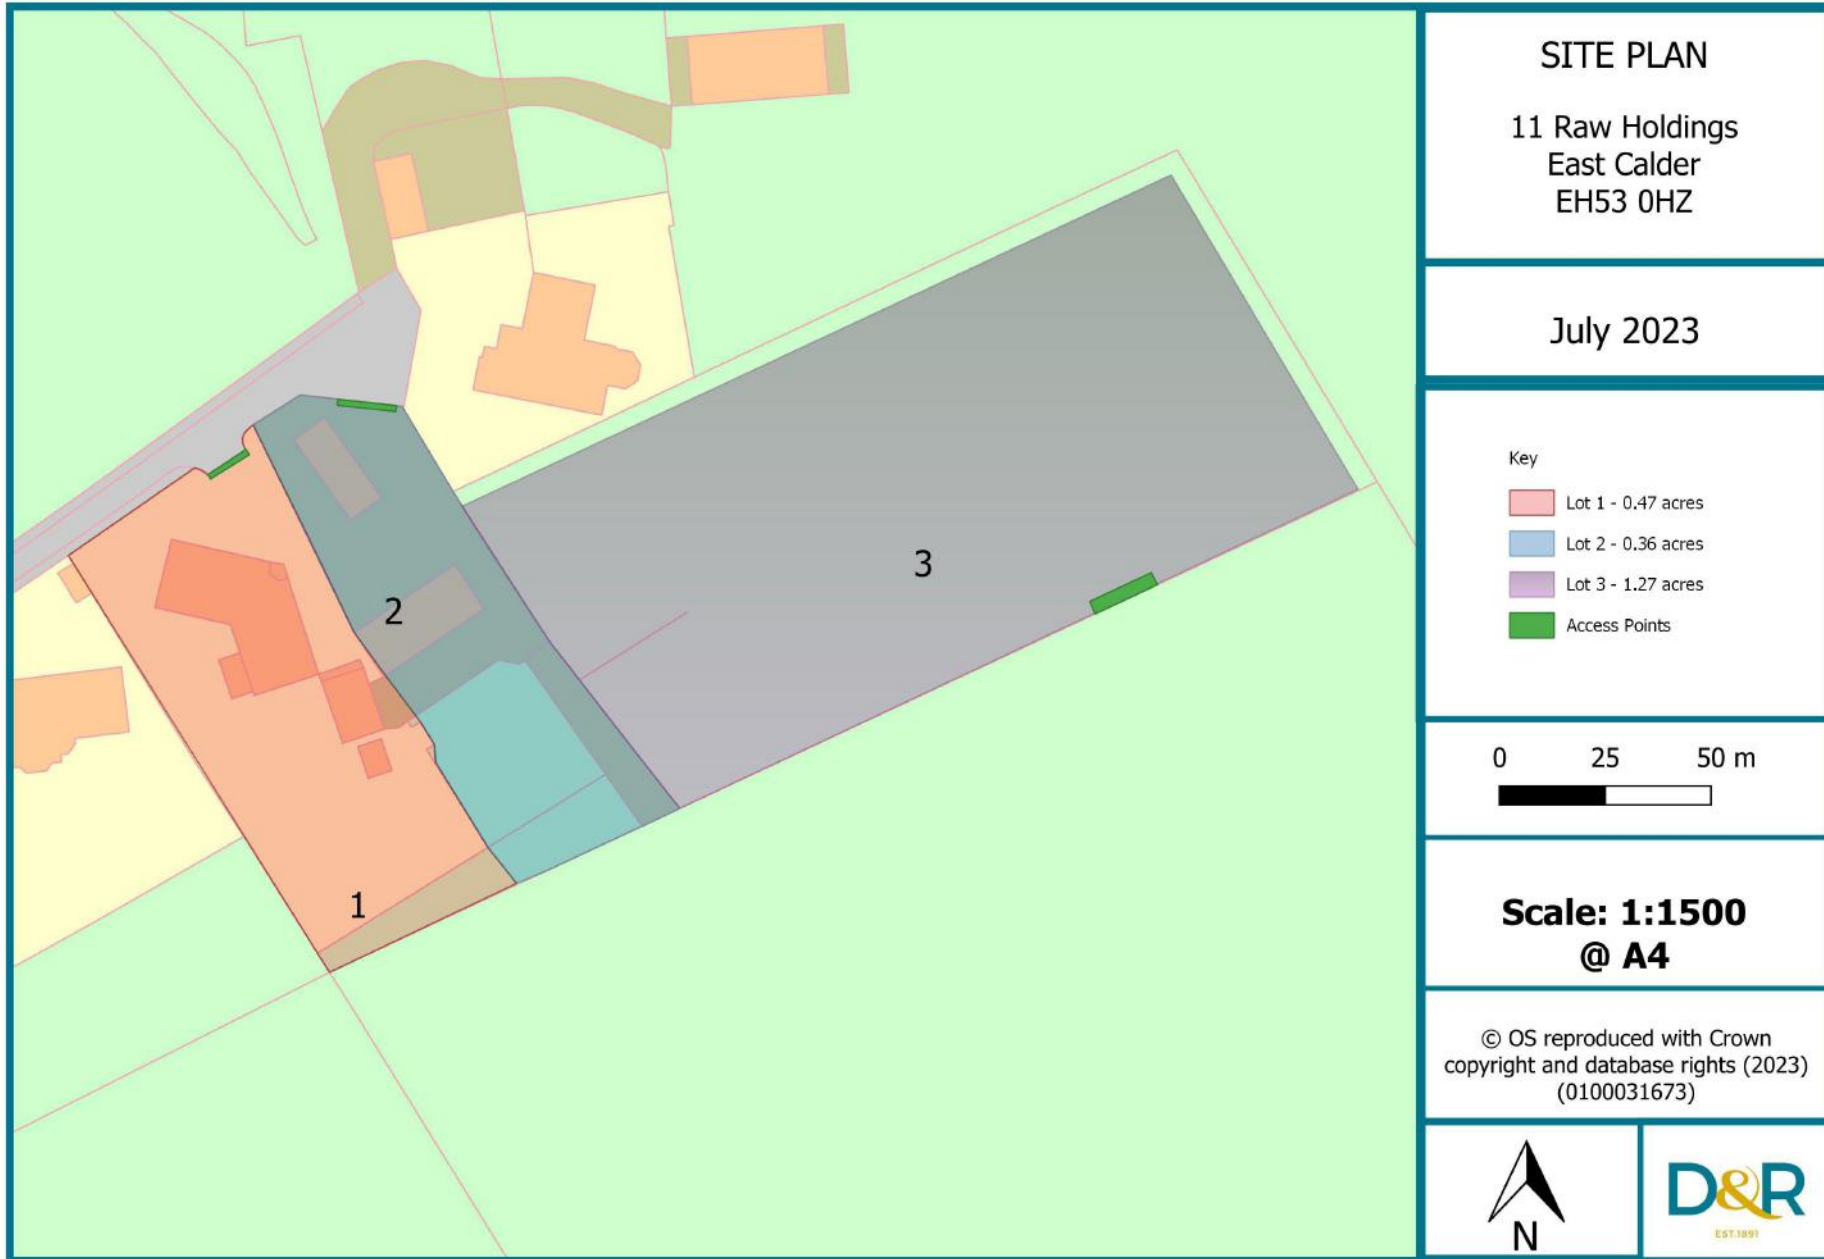 SITE PLAN
11 Raw Holdings
East Calder
EH53 0HZ
July 2023
Key
Lot 1 - 0.47 acres
Lot 2 - 0.36 acres
Lot 3 - 1.27 acres
Access Points
0 25 50 m
Scale: 1:1500
@ A4
© OS reproduced with Crown
copyright and database rights (2023)
(0100031673)
N
D&R
EST.1891
3
2
1